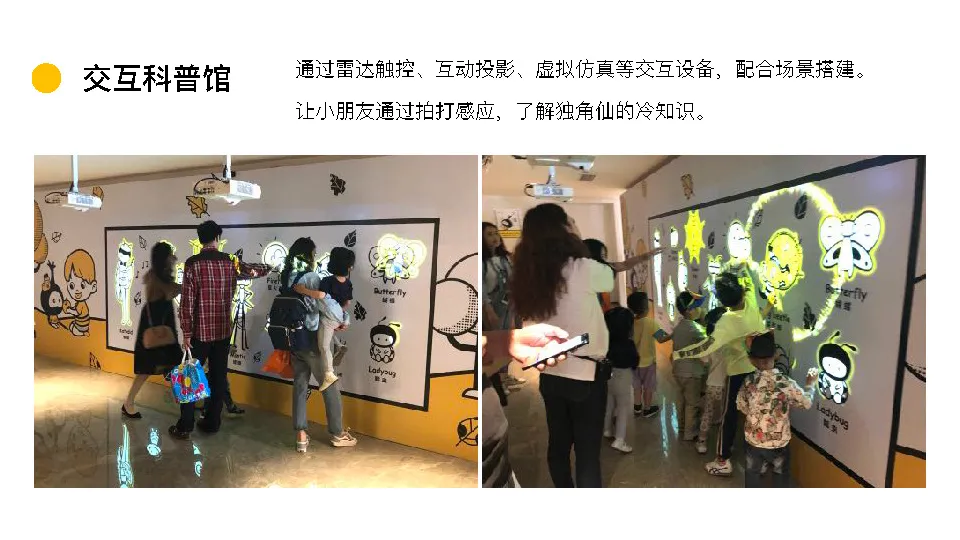 交互科普馆
通过雷达触控、互动投影、虚拟仿真等交互设备，配合场景搭建。
让小朋友通过拍打感应，了解独角仙的冷知识。
Butterfly
蝴蝶
Ladybug
瓢虫
Butterfly
蝴蝶
Ladybug
瓢虫